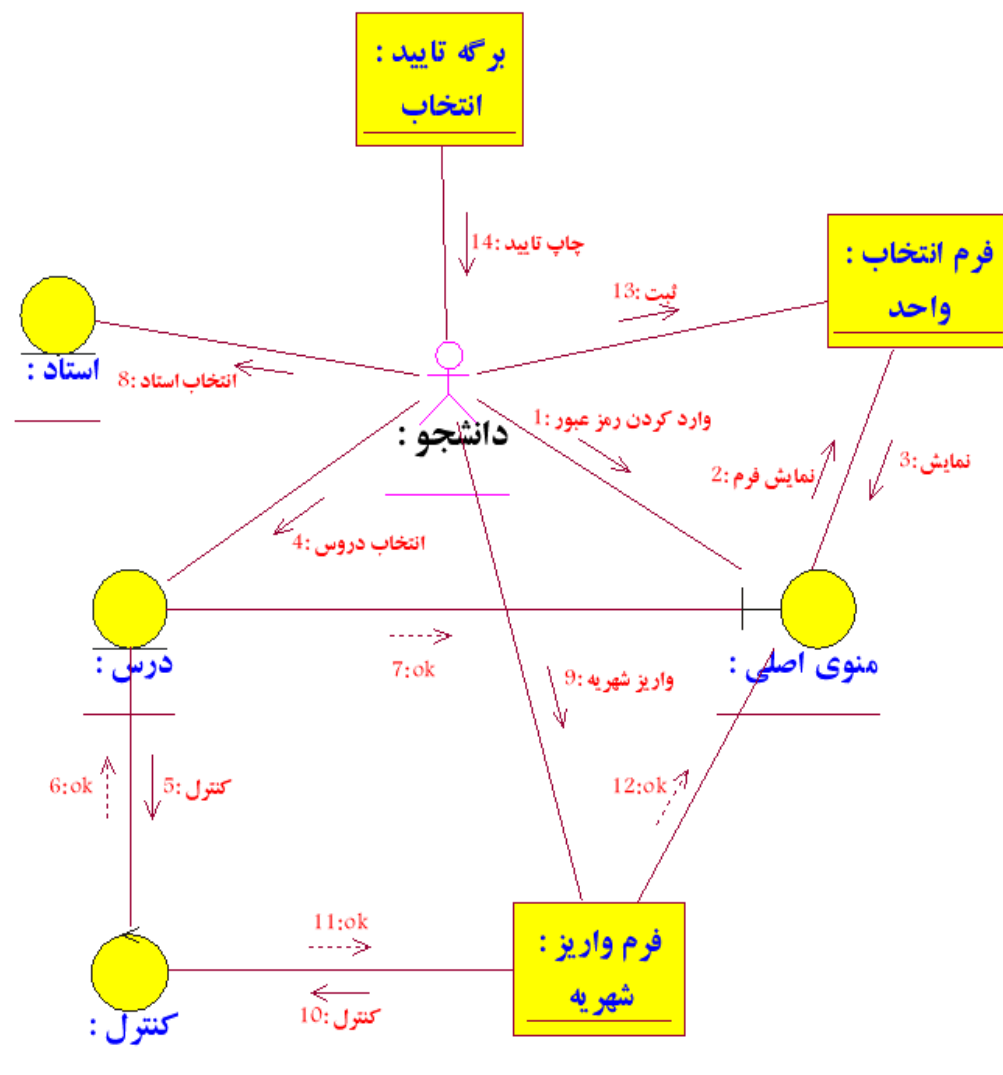 برگه تایید :
انتخاب
14:چاپ تایید
فرم انتخاب :
واحد
13:ثبت
استاد :
8:انتخاب استاد
دانشجو :
1:وارد کردن رمز عبور
2:نمایش فرم
3:نمایش
4:انتخاب دروس
درس :
7:ok
منوی اصلی :
9:واریز شهریه
6:ok
5:کنترل
12:ok
11:ok
فرم واریز :
شهریه
10:کنترل
کنترل :